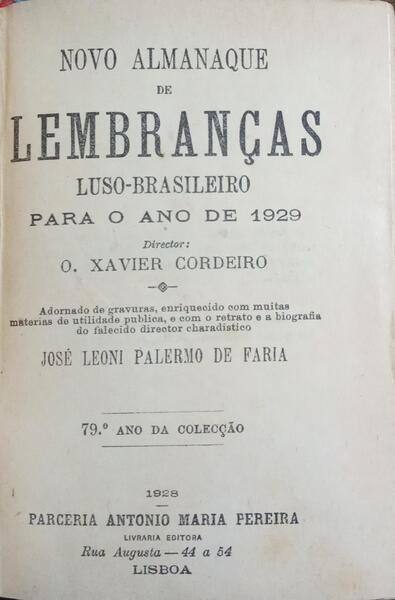 NOVO ALMANAQUE
DE
LEMBRANÇAS
LUSO-BRASILEIRO
PARA O ANO DE 1929
Director:
O. XAVIER CORDEIRO
Adornado de gravuras, enriquecido com muitas
materias de utilidade publica, e com o retrato e a biografia
do falecido director charadístico
JOSÉ LEONI PALERMO DE FARIA
79.º ANO DA COLECÇÃO
1928
PARCERIA ANTONIO MARIA PEREIRA
LIVRARIA EDITORA
Rua Augusta — 44 a 54
LISBOA